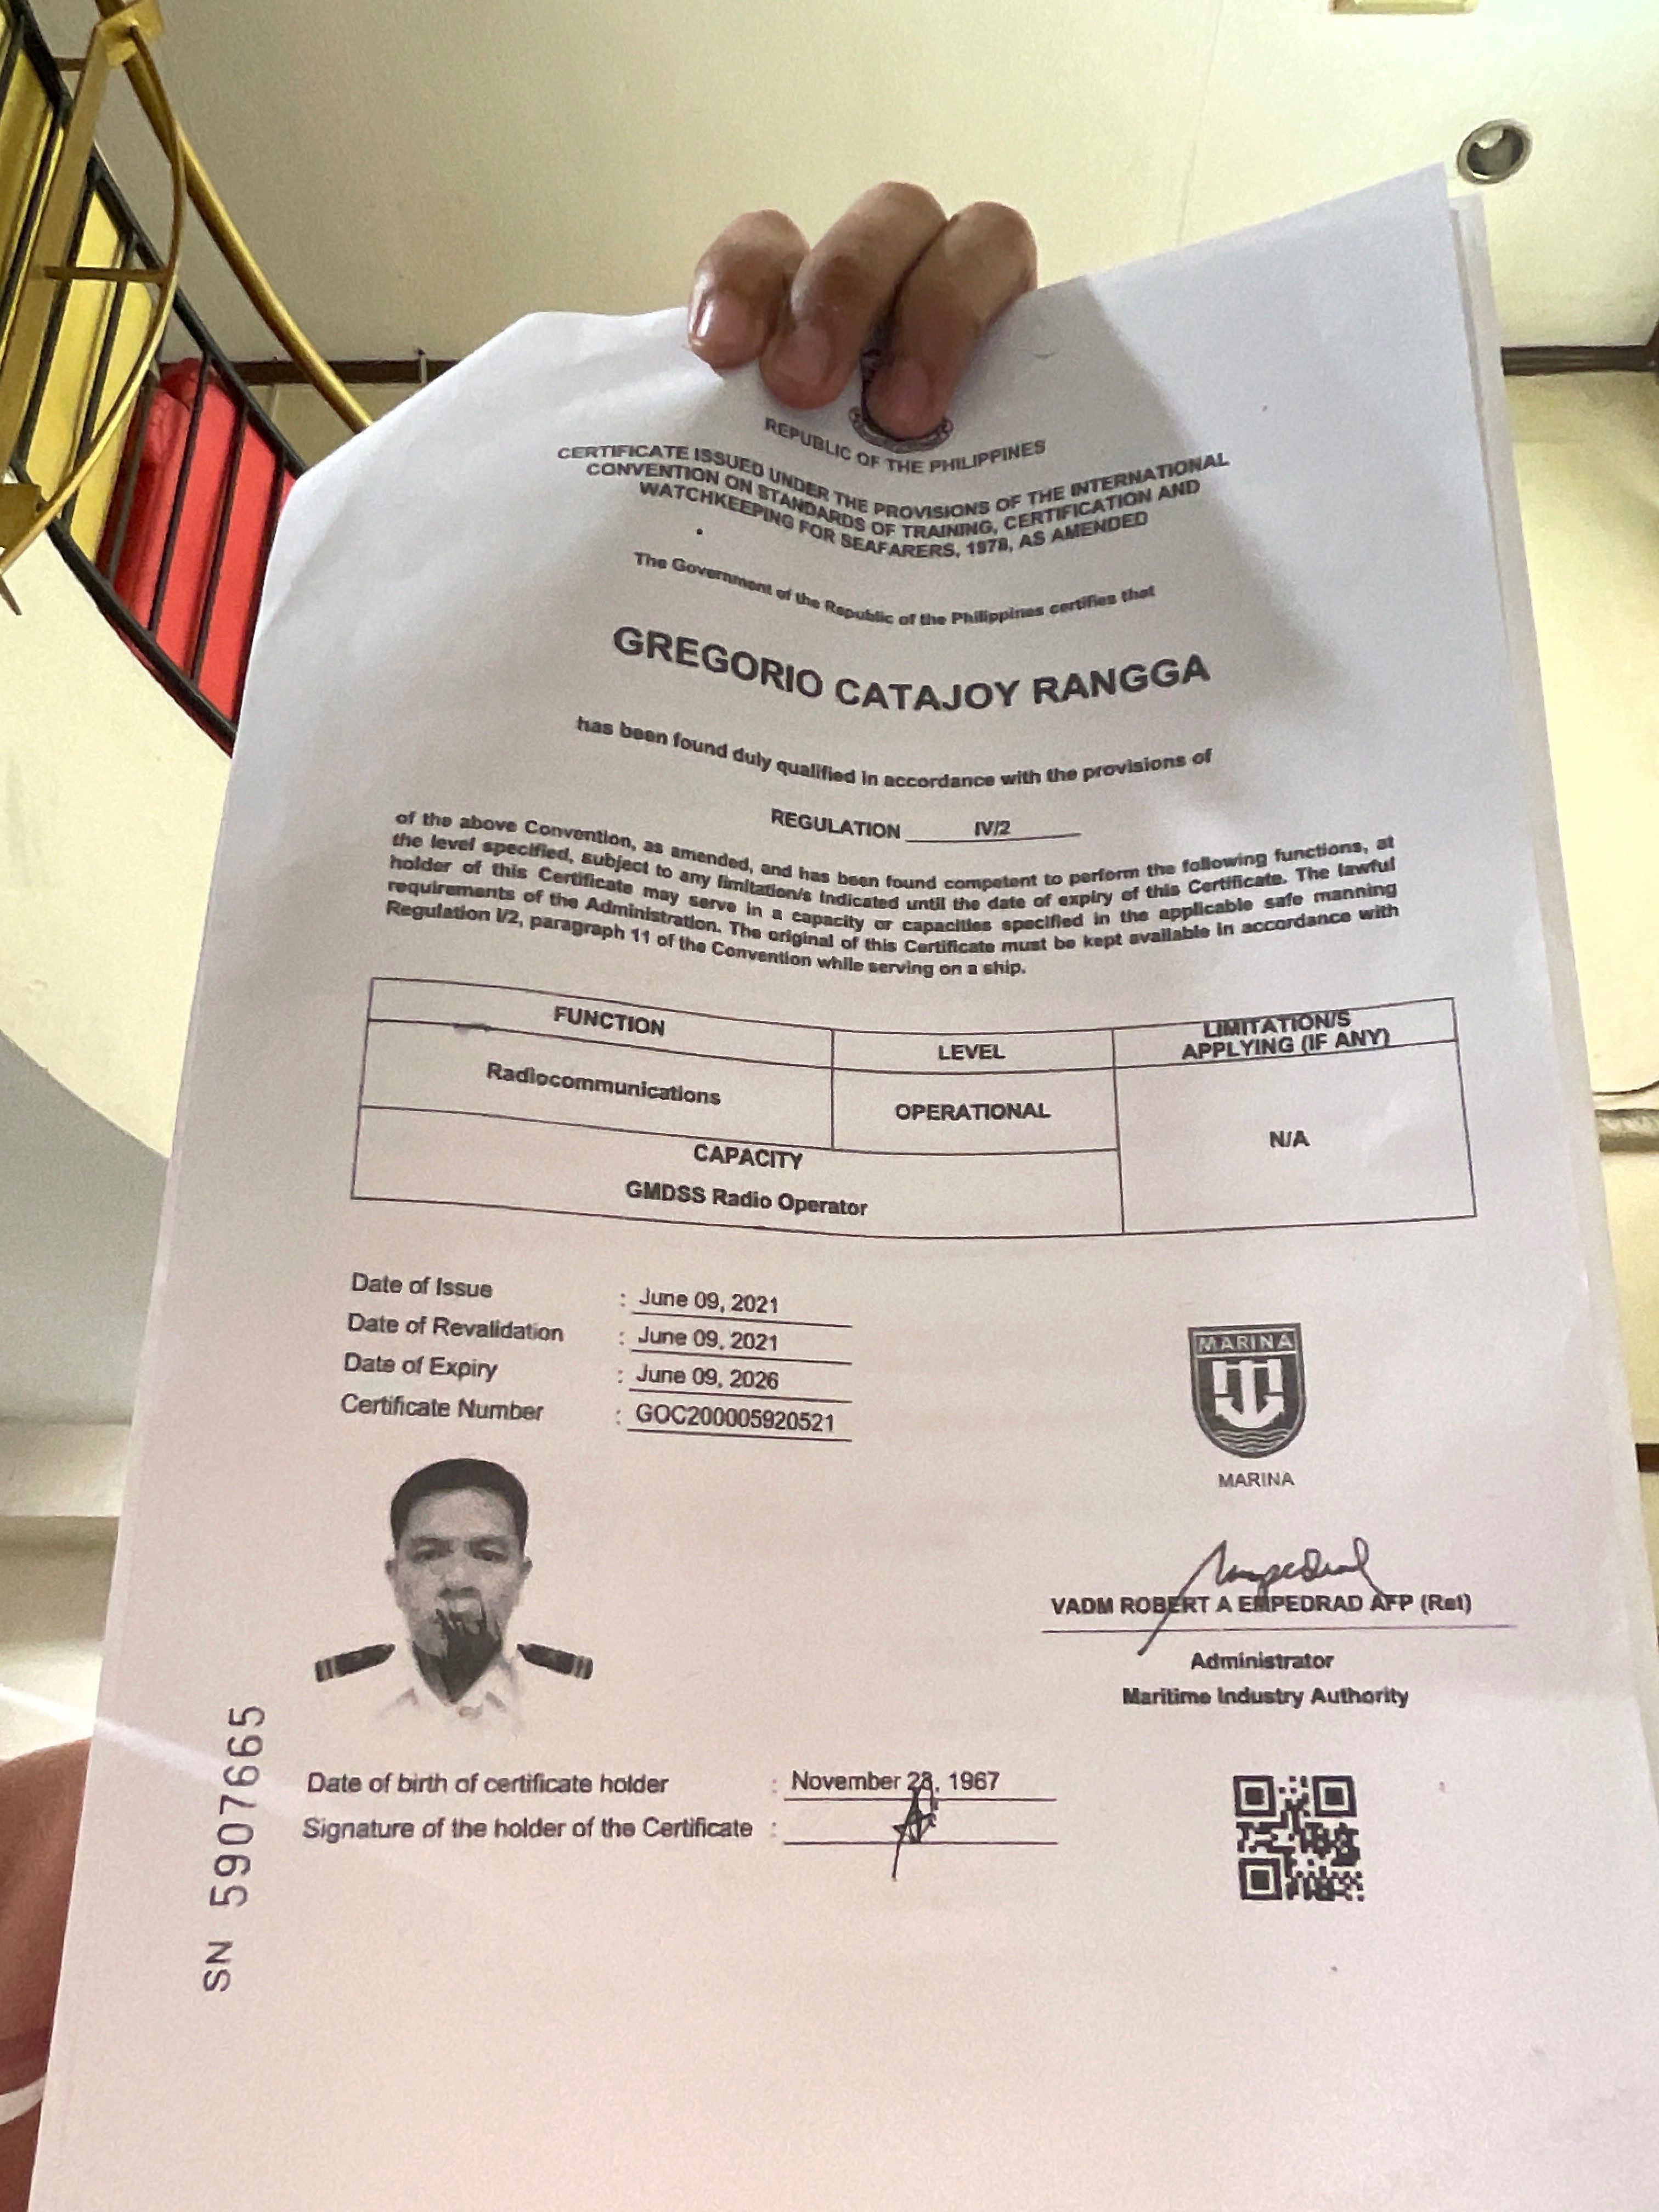 REPUBLIC OF THE PHILIPPINES
CERTIFICATE ISSUED UNDER THE PROVISIONS OF THE INTERNATIONAL
CONVENTION ON STANDARDS OF TRAINING, CERTIFICATION AND
WATCHKEEPING FOR SEAFARERS, 1978, AS AMENDED
The Government of the Republic of the Philippines certifies that
GREGORIO CATAJOY RANGGA
has been found duly qualified in accordance with the provisions of
REGULATION IV/2
of the above Convention, as amended, and has been found competent to perform the following functions, at
the level specified, subject to any limitation/s indicated until the date of expiry of this Certificate. The lawful
holder of this Certificate may serve in a capacity or capacities specified in the applicable safe manning
requirements of the Administration. The original of this Certificate must be kept available in accordance with
Regulation I/2, paragraph 11 of the Convention while serving on a ship.
FUNCTION LEVEL LIMITATION/S
APPLYING (IF ANY)
Radiocommunications OPERATIONAL N/A
CAPACITY
GMDSS Radio Operator
Date of Issue : June 09, 2021
Date of Revalidation : June 09, 2021
Date of Expiry : June 09, 2026
Certificate Number : GOC200005920521
MARINA
MARINA
VADM ROBERT A EMPEDRAD AFP (Ret)
Administrator
Maritime Industry Authority
Date of birth of certificate holder : November 23, 1967
Signature of the holder of the Certificate :
SN 5907665